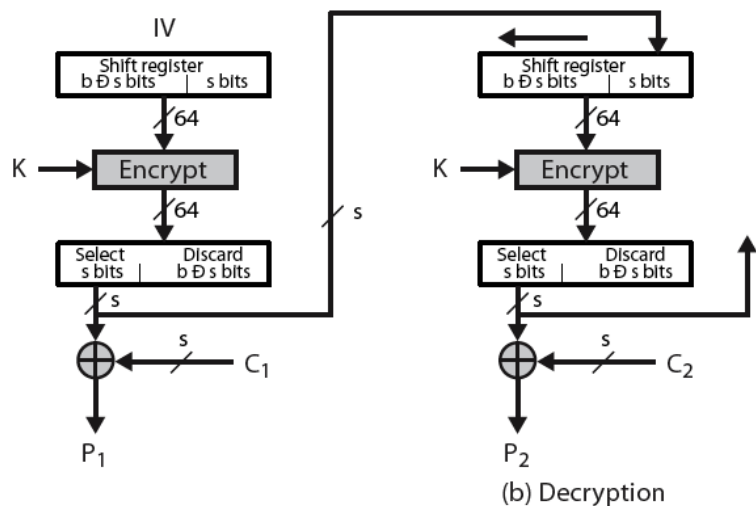 IV
Shift register
b Đ s bits | s bits
64
K
Encrypt
64
Select Discard
s bits | b Đ s bits
s
s
C1
P1
s
Shift register
b Đ s bits | s bits
64
K
Encrypt
64
Select Discard
s bits | b Đ s bits
s
s
C2
P2
(b) Decryption